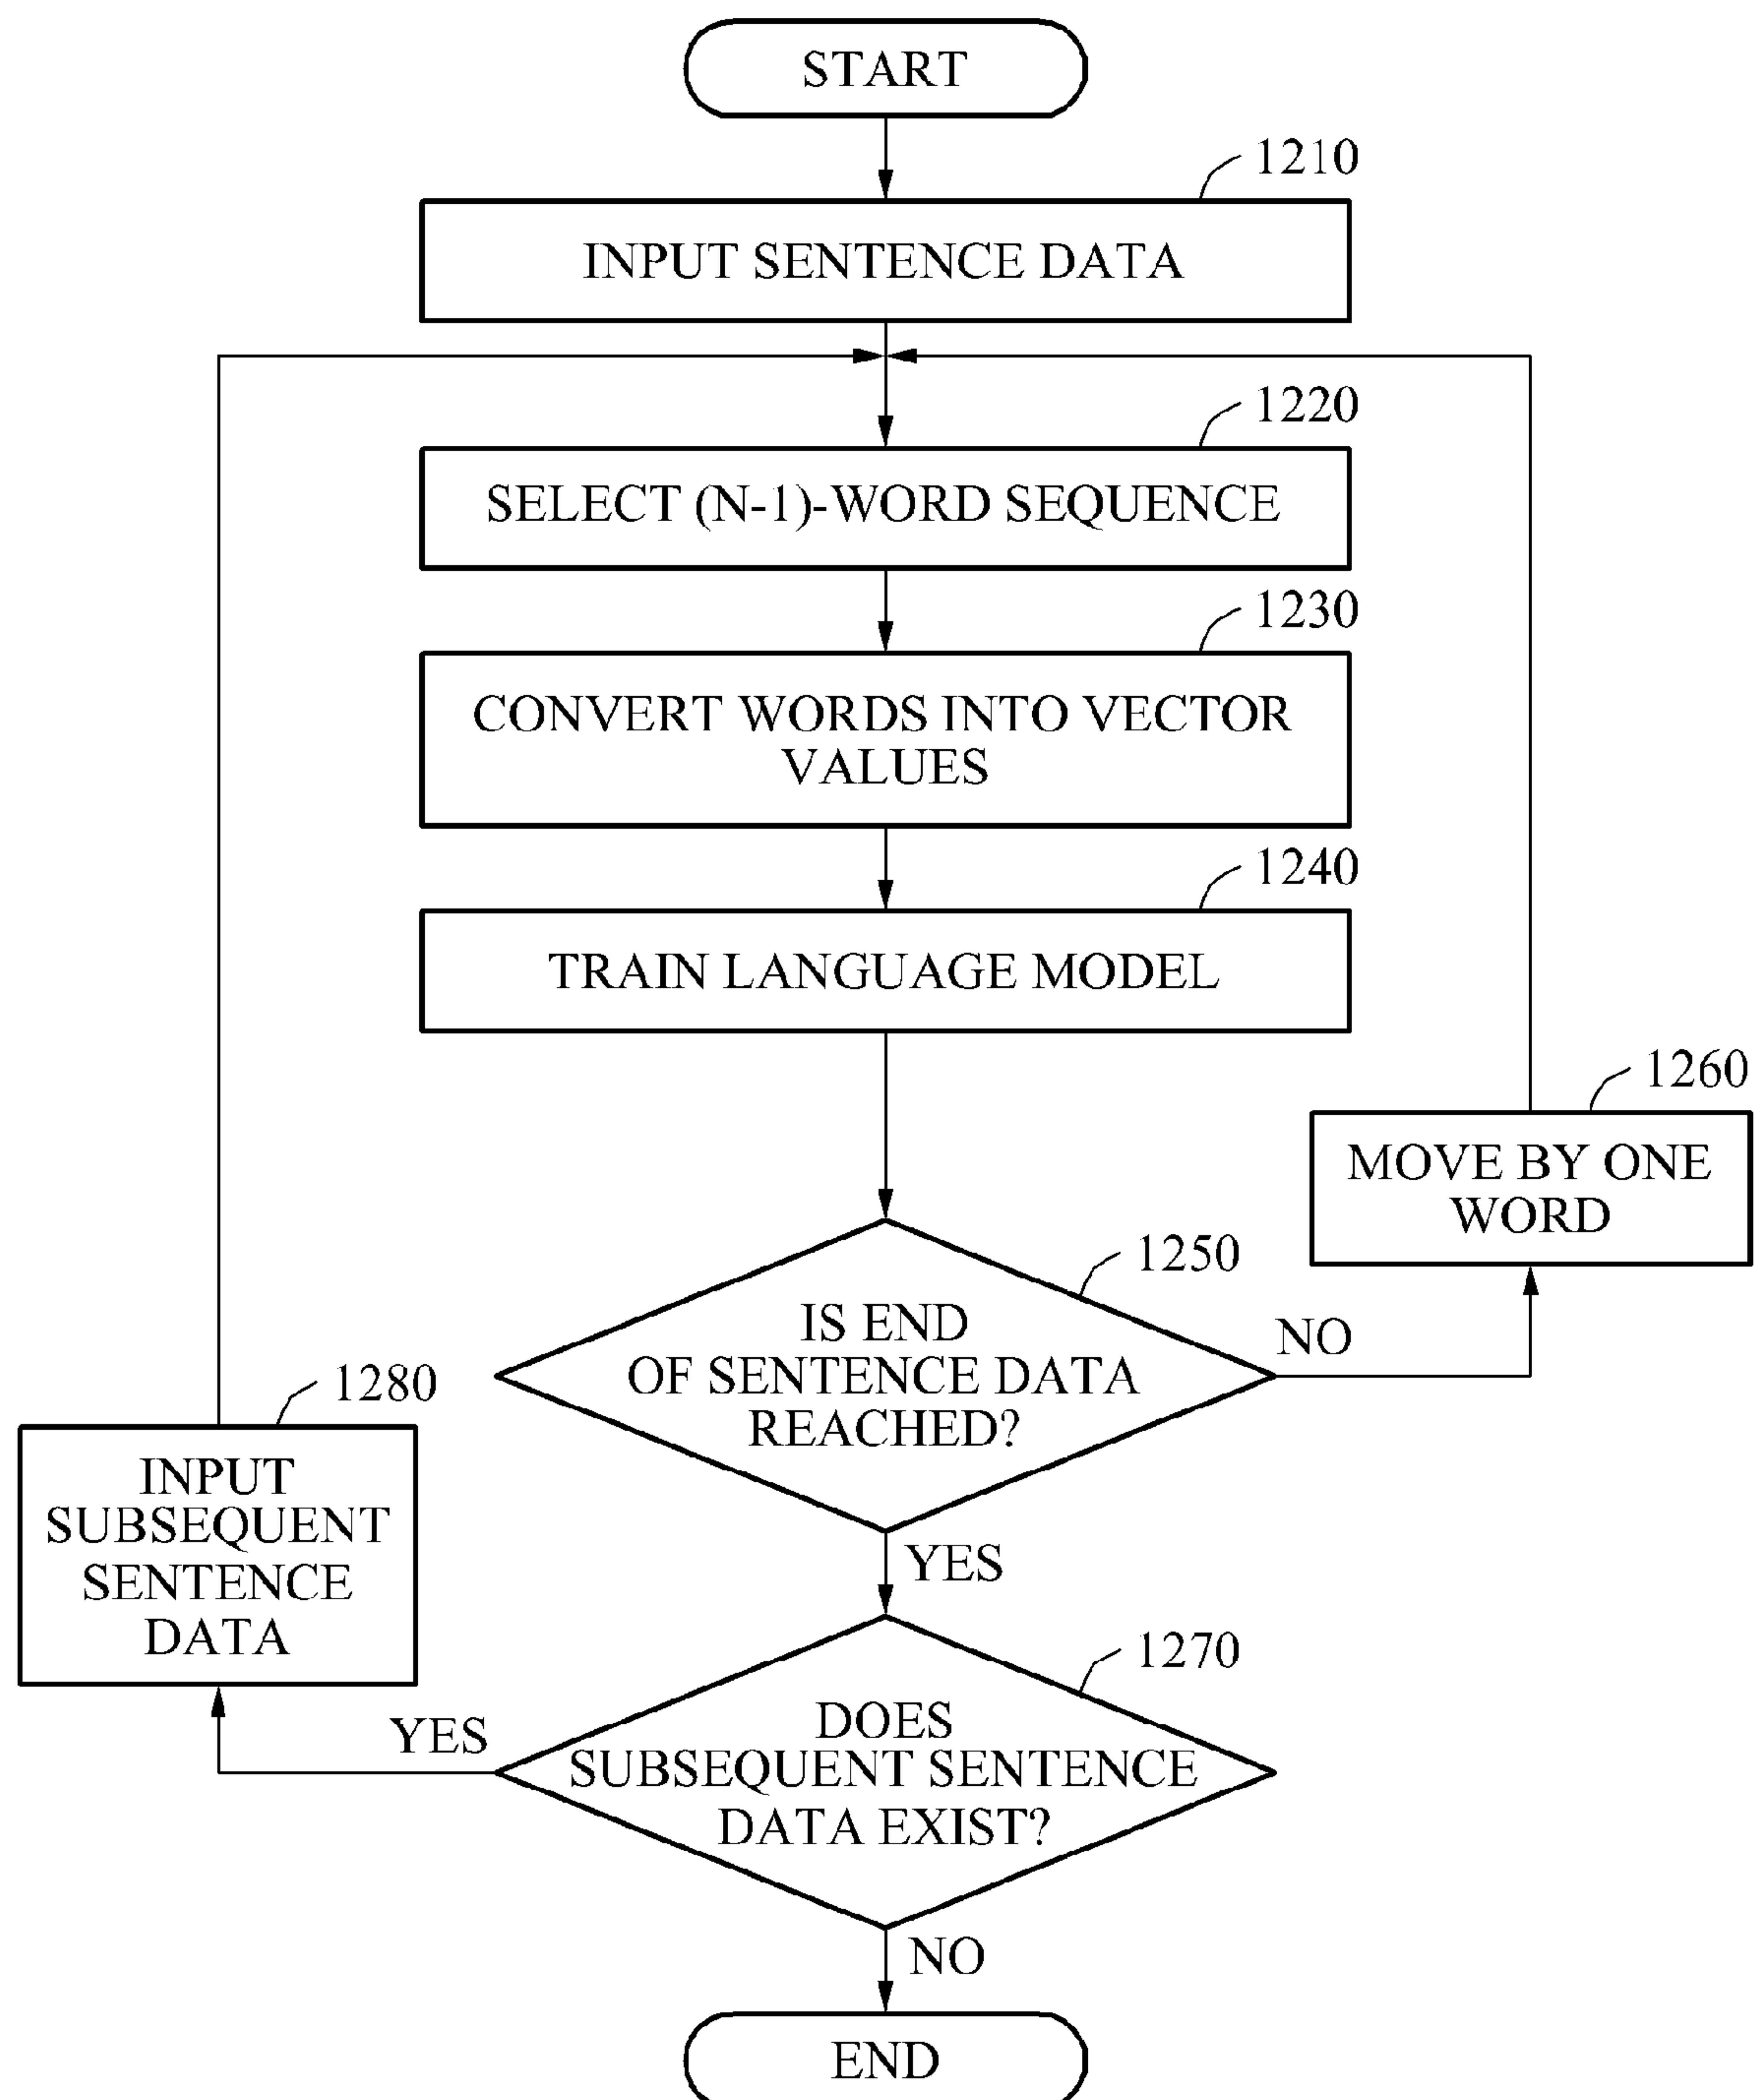 START
1210
INPUT SENTENCE DATA
1220
SELECT (N-1)-WORD SEQUENCE
1230
CONVERT WORDS INTO VECTOR
VALUES
1240
TRAIN LANGUAGE MODEL
1260
MOVE BY ONE
WORD
1250
IS END
OF SENTENCE DATA
REACHED?
NO
1280
INPUT
SUBSEQUENT
SENTENCE
DATA
YES
1270
DOES
SUBSEQUENT SENTENCE
DATA EXIST?
YES
NO
END